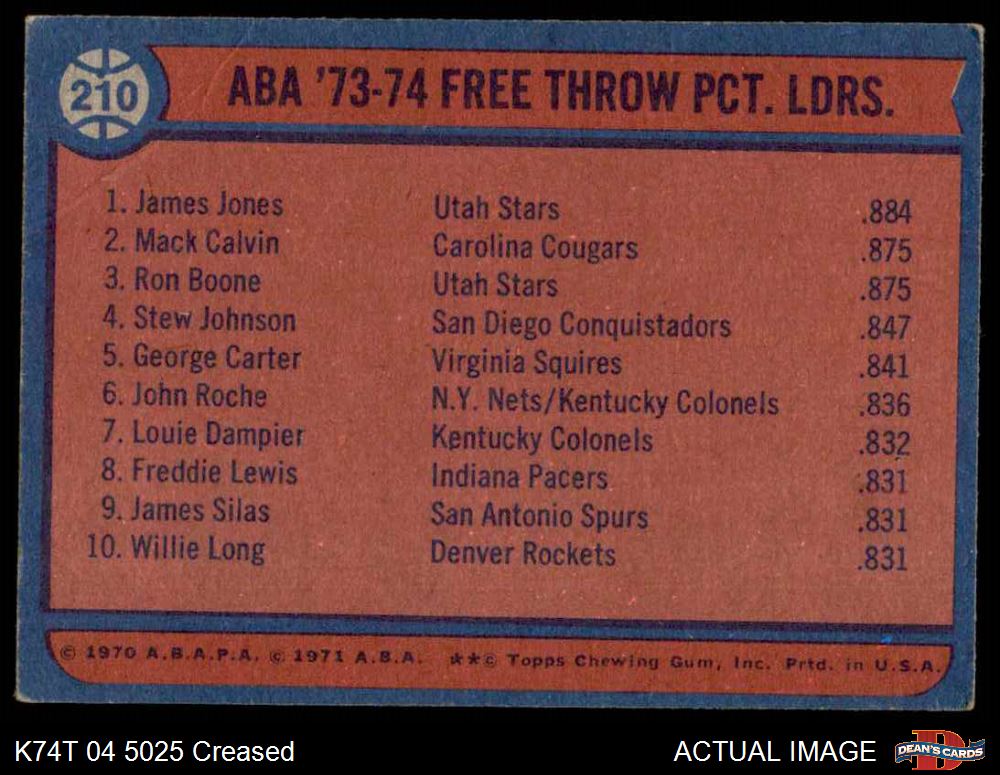 210
ABA '73-74 FREE THROW PCT. LDRS.
1. James Jones Utah Stars .884
2. Mack Calvin Carolina Cougars .875
3. Ron Boone Utah Stars .875
4. Stew Johnson San Diego Conquistadors .847
5. George Carter Virginia Squires .841
6. John Roche N.Y. Nets/Kentucky Colonels .836
7. Louie Dampier Kentucky Colonels .832
8. Freddie Lewis Indiana Pacers .831
9. James Silas San Antonio Spurs .831
10. Willie Long Denver Rockets .831
© 1970 A.B.A.P.A. © 1971 A.B.A. **© Topps Chewing Gum, Inc. Prtd. in U.S.A.
K74T 04 5025 Creased ACTUAL IMAGE DEAN'S CARDS